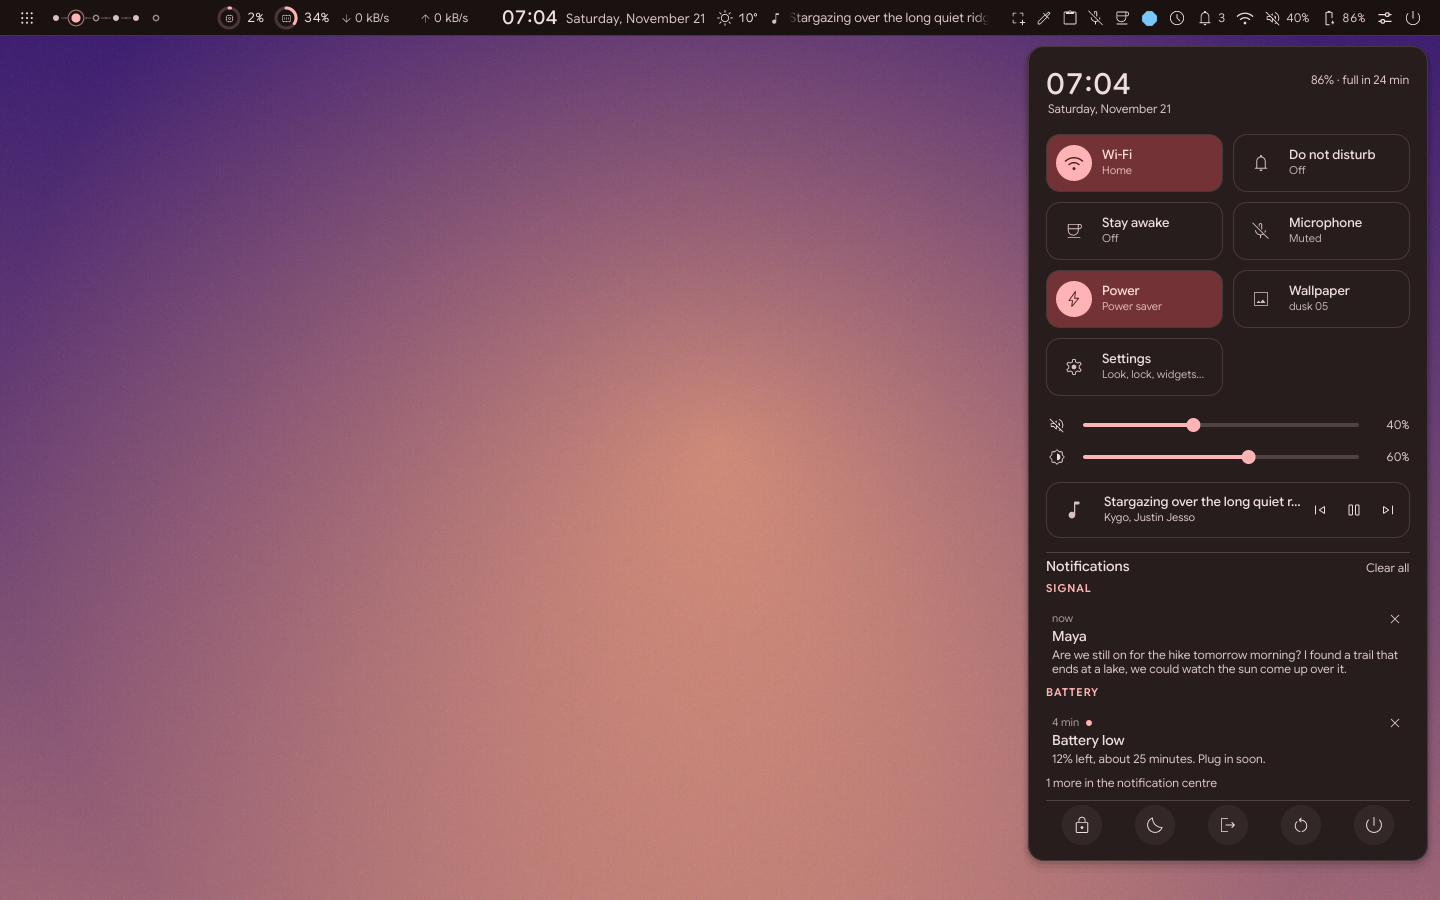 2%
34%
↓ 0 kB/s
↑ 0 kB/s
07:04 Saturday, November 21
10°
Stargazing over the long quiet ridg
3
40%
86%
07:04
86% · full in 24 min
Saturday, November 21
Wi-Fi
Home
Do not disturb
Off
Stay awake
Off
Microphone
Muted
Power
Power saver
Wallpaper
dusk 05
Settings
Look, lock, widgets...
40%
60%
Stargazing over the long quiet r...
Kygo, Justin Jesso
Notifications
Clear all
SIGNAL
now
Maya
Are we still on for the hike tomorrow morning? I found a trail that
ends at a lake, we could watch the sun come up over it.
BATTERY
4 min
Battery low
12% left, about 25 minutes. Plug in soon.
1 more in the notification centre